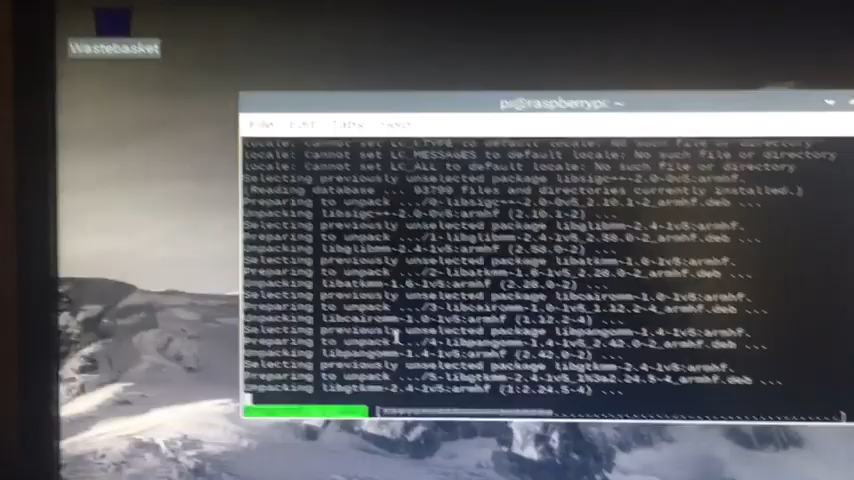 Wastebasket
pi@raspberrypi: ~
File Edit Tabs Help
locale: Cannot set LC_CTYPE to default locale: No such file or directory
locale: Cannot set LC_MESSAGES to default locale: No such file or directory
locale: Cannot set LC_ALL to default locale: No such file or directory
Selecting previously unselected package libsigc++-2.0-0v5:armhf.
(Reading database ... 93799 files and directories currently installed.)
Preparing to unpack .../0-libsigc++-2.0-0v5_2.10.1-2_armhf.deb ...
Unpacking libsigc++-2.0-0v5:armhf (2.10.1-2) ...
Selecting previously unselected package libglibmm-2.4-1v5:armhf.
Preparing to unpack .../1-libglibmm-2.4-1v5_2.58.0-2_armhf.deb ...
Unpacking libglibmm-2.4-1v5:armhf (2.58.0-2) ...
Selecting previously unselected package libatkmm-1.6-1v5:armhf.
Preparing to unpack .../2-libatkmm-1.6-1v5_2.28.0-2_armhf.deb ...
Unpacking libatkmm-1.6-1v5:armhf (2.28.0-2) ...
Selecting previously unselected package libcairomm-1.0-1v5:armhf.
Preparing to unpack .../3-libcairomm-1.0-1v5_1.12.2-4_armhf.deb ...
Unpacking libcairomm-1.0-1v5:armhf (1.12.2-4) ...
Selecting previously unselected package libpangomm-1.4-1v5:armhf.
Preparing to unpack .../4-libpangomm-1.4-1v5_2.42.0-2_armhf.deb ...
Unpacking libpangomm-1.4-1v5:armhf (2.42.0-2) ...
Selecting previously unselected package libgtkmm-2.4-1v5:armhf.
Preparing to unpack .../5-libgtkmm-2.4-1v5_1%3a2.24.5-4_armhf.deb ...
Unpacking libgtkmm-2.4-1v5:armhf (1:2.24.5-4) ...